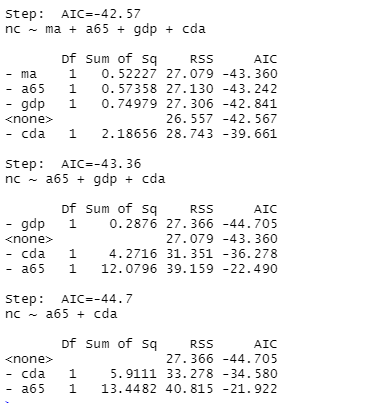 Step:  AIC=-42.57
nc ~ ma + a65 + gdp + cda
Df Sum of Sq    RSS     AIC
- ma    1   0.52227 27.079 -43.360
- a65   1   0.57358 27.130 -43.242
- gdp   1   0.74979 27.306 -42.841
<none>              26.557 -42.567
- cda   1   2.18656 28.743 -39.661
Step:  AIC=-43.36
nc ~ a65 + gdp + cda
Df Sum of Sq    RSS     AIC
- gdp   1    0.2876 27.366 -44.705
<none>              27.079 -43.360
- cda   1    4.2716 31.351 -36.278
- a65   1   12.0796 39.159 -22.490
Step:  AIC=-44.7
nc ~ a65 + cda
Df Sum of Sq    RSS     AIC
<none>              27.366 -44.705
- cda   1    5.9111 33.278 -34.580
- a65   1   13.4482 40.815 -21.922